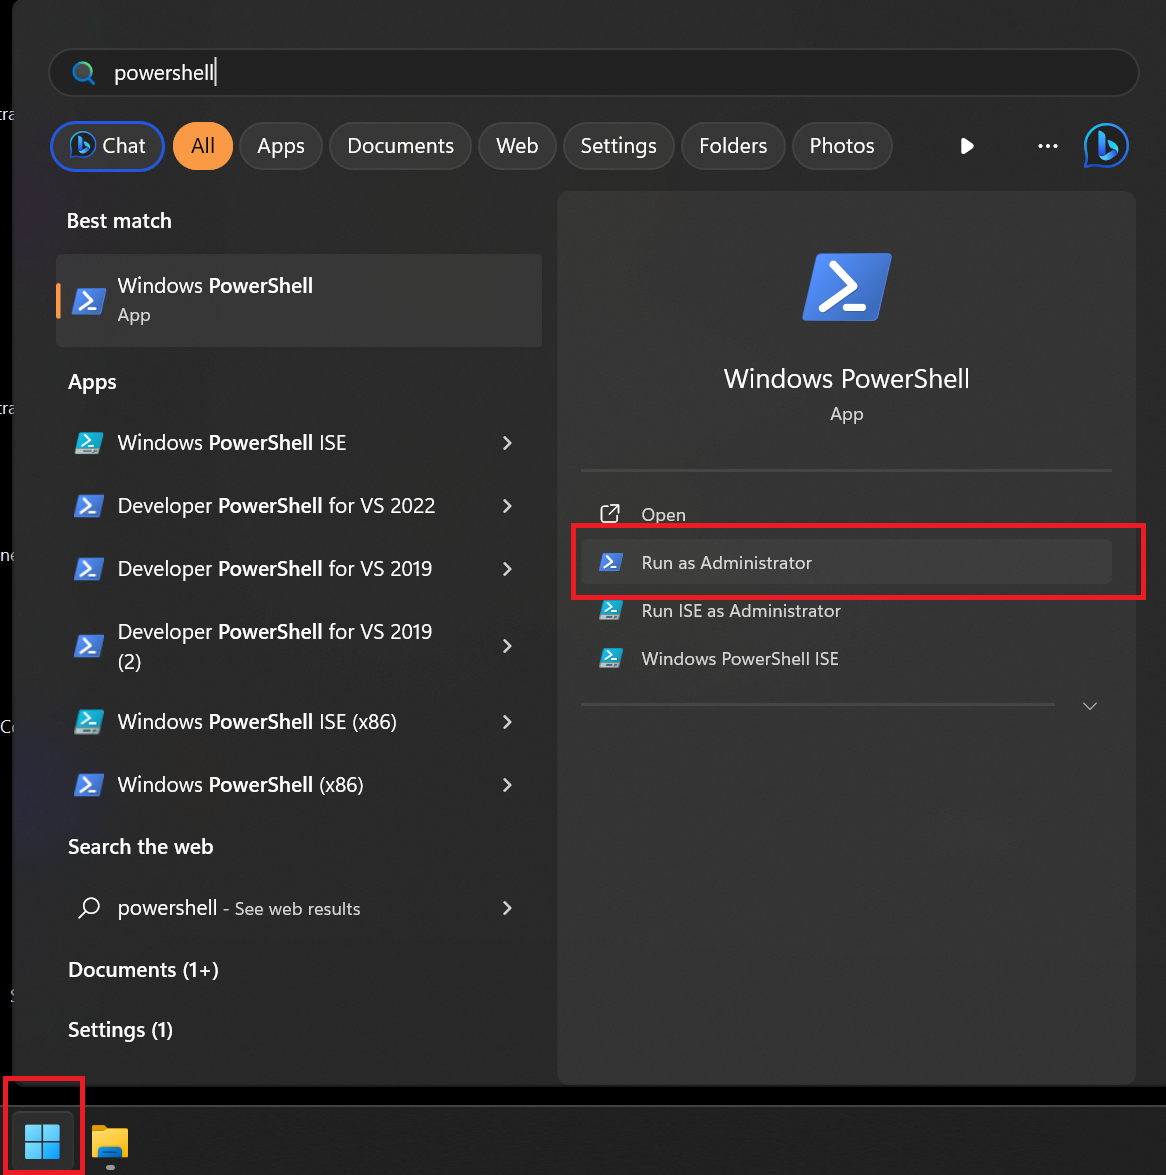 powershell
Chat
All
Apps
Documents
Web
Settings
Folders
Photos
Best match
Windows PowerShell
App
Apps
Windows PowerShell ISE
Developer PowerShell for VS 2022
Developer PowerShell for VS 2019
Developer PowerShell for VS 2019
(2)
Windows PowerShell ISE (x86)
Windows PowerShell (x86)
Search the web
powershell - See web results
Documents (1+)
Settings (1)
Windows PowerShell
App
Open
Run as Administrator
Run ISE as Administrator
Windows PowerShell ISE